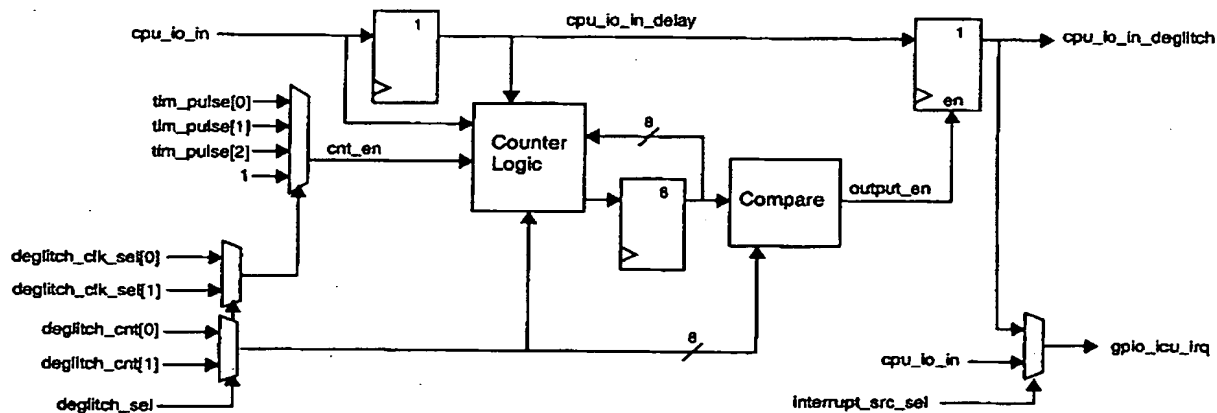 cpu_io_in
1
cpu_io_in_delay
1
cpu_io_in_deglitch
en
tim_pulse[0]
tim_pulse[1]
tim_pulse[2]
1
cnt_en
Counter
Logic
8
8
Compare
output_en
deglitch_clk_sel[0]
deglitch_clk_sel[1]
deglitch_cnt[0]
deglitch_cnt[1]
8
deglitch_sel
cpu_io_in
gpio_icu_irq
interrupt_src_sel